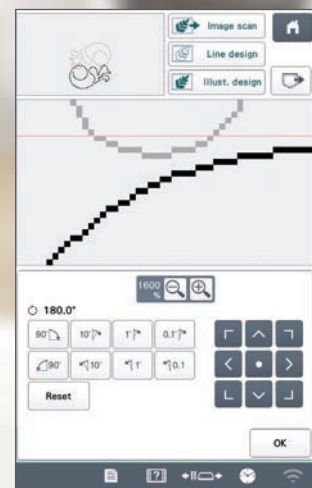 Image scan
Line design
Illust. design
1600
%
180.0°
90° 10° 1° 0.1°
90° 10° 1° 0.1
Reset
OK